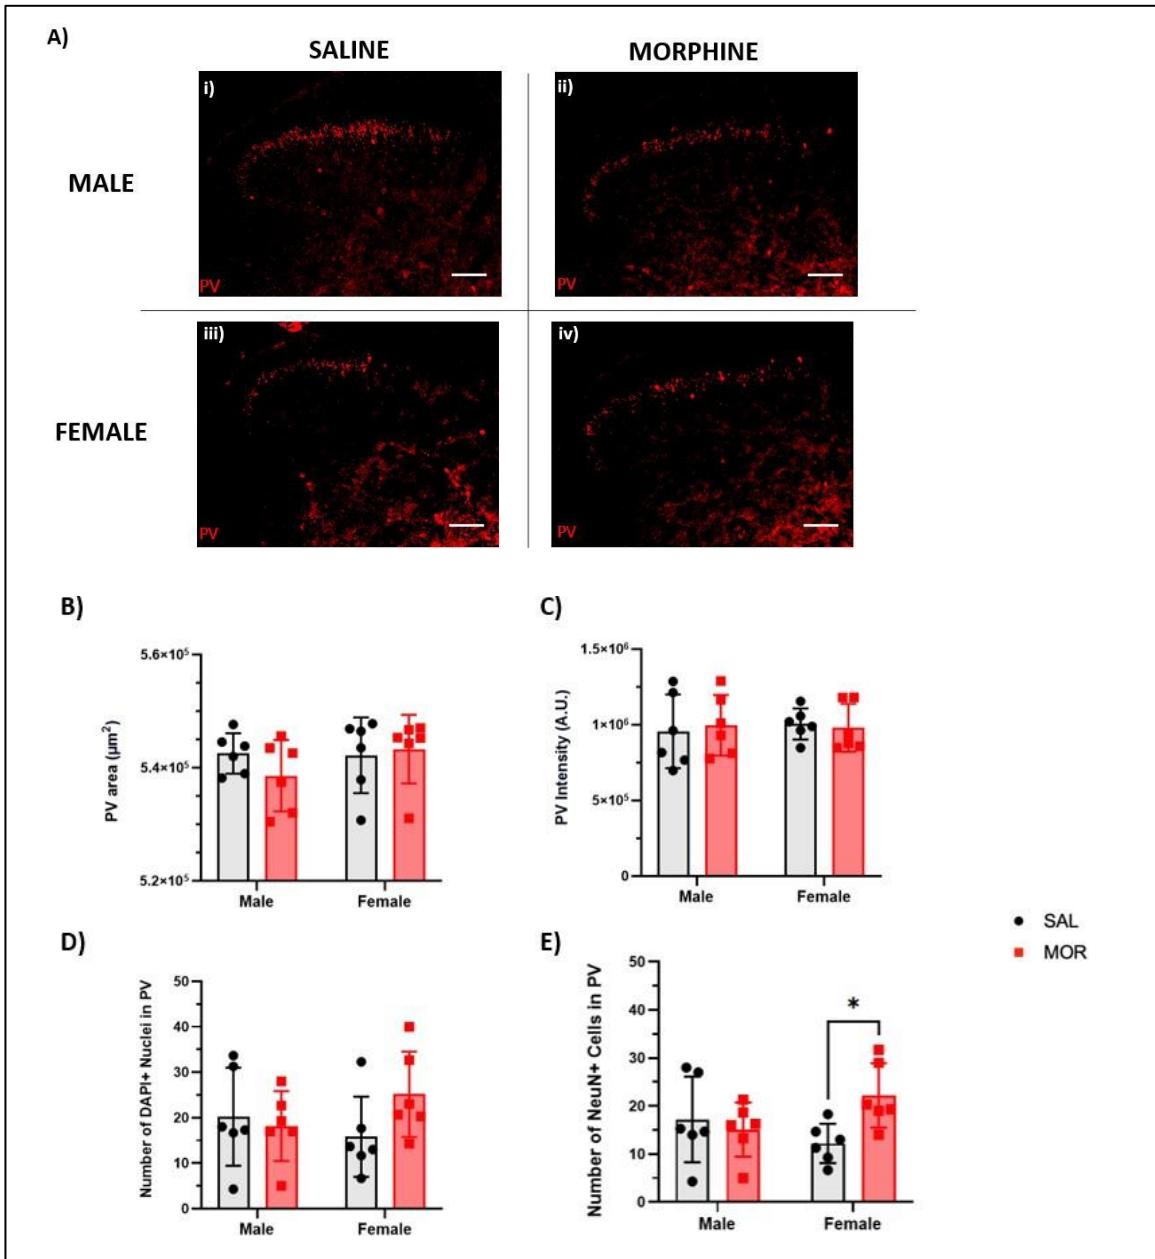 A)
SALINE
MORPHINE
MALE
i)
PV
ii)
PV
FEMALE
iii)
PV
iv)
PV
B)
PV area (µm²)
5.6×10⁵
5.4×10⁵
5.2×10⁵
Male
Female
C)
PV Intensity (A.U.)
1.5×10⁶
1×10⁶
5×10⁵
0
Male
Female
SAL
MOR
D)
Number of DAPI+ Nuclei in PV
50
40
30
20
10
0
Male
Female
E)
Number of NeuN+ Cells in PV
50
40
30
20
10
0
*
Male
Female